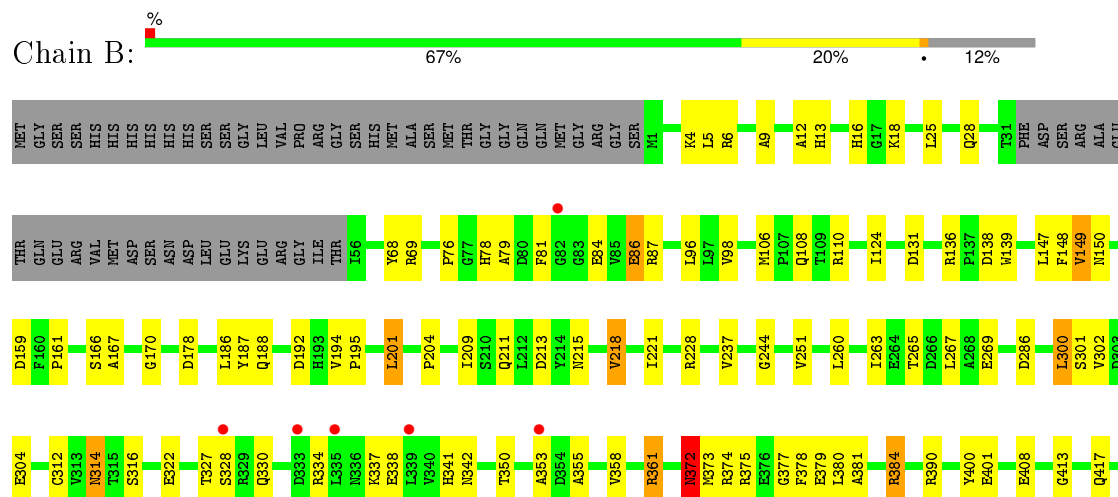 %
Chain B:
67% 20% • 12%
MET GLY SER SER HIS HIS HIS HIS HIS HIS SER SER GLY LEU VAL PRO ARG GLY SER HIS MET ALA SER MET THR GLY GLY GLN GLN MET GLY ARG GLY SER M1 K4 L5 R6 A9 A12 H13 H16 G17 K18 L25 Q28 T31 PHE ASP SER ARG ALA
THR GLN GLU ARG VAL MET ASP SER ASN ASP LEU GLU LYS GLU ARG GLY ILE THR I56 Y68 R69 P76 G77 H78 A79 D80 F81 G82 G83 E84 V85 E86 R87 L96 L97 V98 M106 P107 Q108 T109 R110 I124 D131 R136 P137 D138 W139 L147 F148 V149 N150
D159 F160 P161 S166 A167 G170 D178 L186 Y187 Q188 D192 H193 V194 P195 L201 P204 I209 S210 Q211 L212 D213 Y214 N215 V218 I221 R228 V237 G244 V251 L260 I263 E264 T265 D266 L267 A268 E269 D286 L300 S301 V302
E304 C312 V313 N314 T315 S316 E322 T327 S328 R329 Q330 D333 R334 L335 N336 K337 E338 L339 V340 H341 N342 T350 A353 D354 A355 V358 R361 N372 M373 R374 R375 E376 G377 F378 E379 L380 A381 R384 R390 Y400 E401 E408 G413 Q417